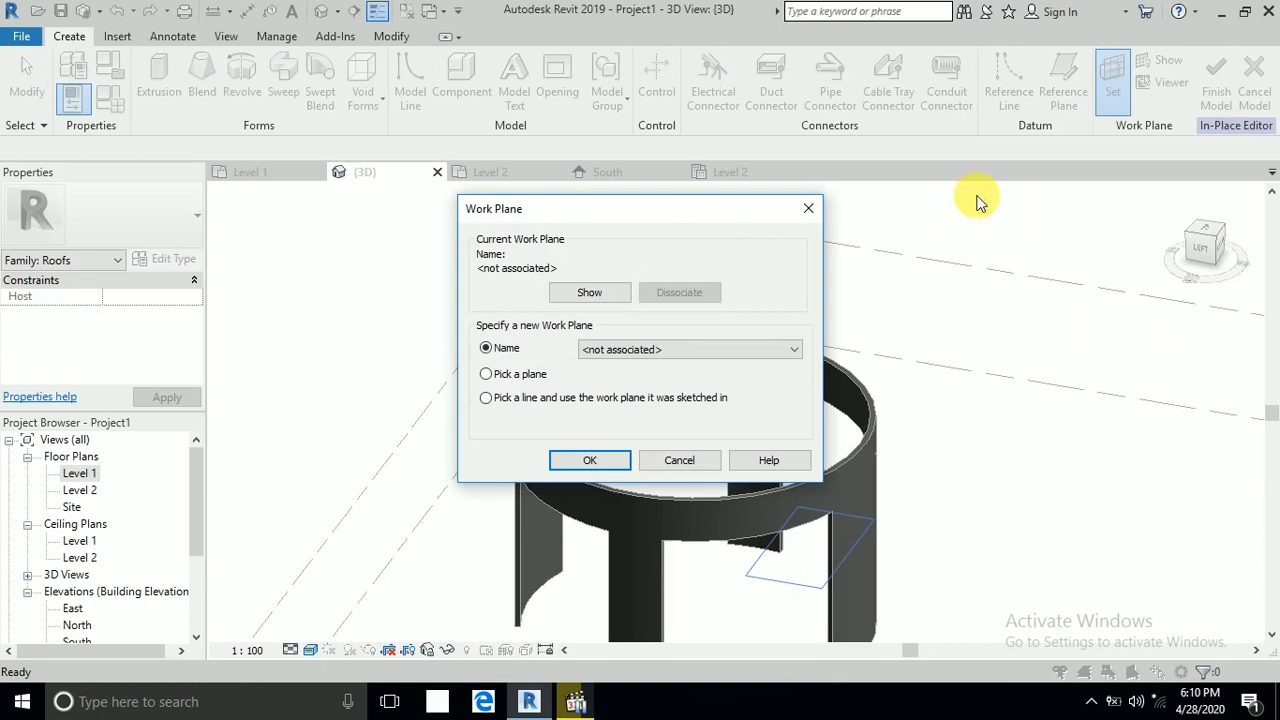 Autodesk Revit 2019 - Project1 - 3D View: {3D}
Type a keyword or phrase
Sign In
File Create Insert Annotate View Manage Add-Ins Modify
Modify Extrusion Blend Revolve Sweep Swept Blend Void Forms Model Line Component Model Text Opening Model Group Control Electrical Connector Duct Connector Pipe Connector Cable Tray Connector Conduit Connector Reference Line Reference Plane Set Show Viewer Finish Model Cancel Model
Select Properties Forms Model Control Connectors Datum Work Plane In-Place Editor
Properties
Level 1 {3D} Level 2 South Level 2
R
Family: Roofs Edit Type
Constraints
Host
Properties help Apply
Project Browser - Project1
Views (all)
Floor Plans
Level 1
Level 2
Site
Ceiling Plans
Level 1
Level 2
3D Views
Elevations (Building Elevation
East
North
South
Work Plane
Current Work Plane
Name:
<not associated>
Show Dissociate
Specify a new Work Plane
Name <not associated>
Pick a plane
Pick a line and use the work plane it was sketched in
OK Cancel Help
LEFT
Activate Windows
Go to Settings to activate Windows.
1 : 100
Ready
:0
Type here to search
6:10 PM
4/28/2020